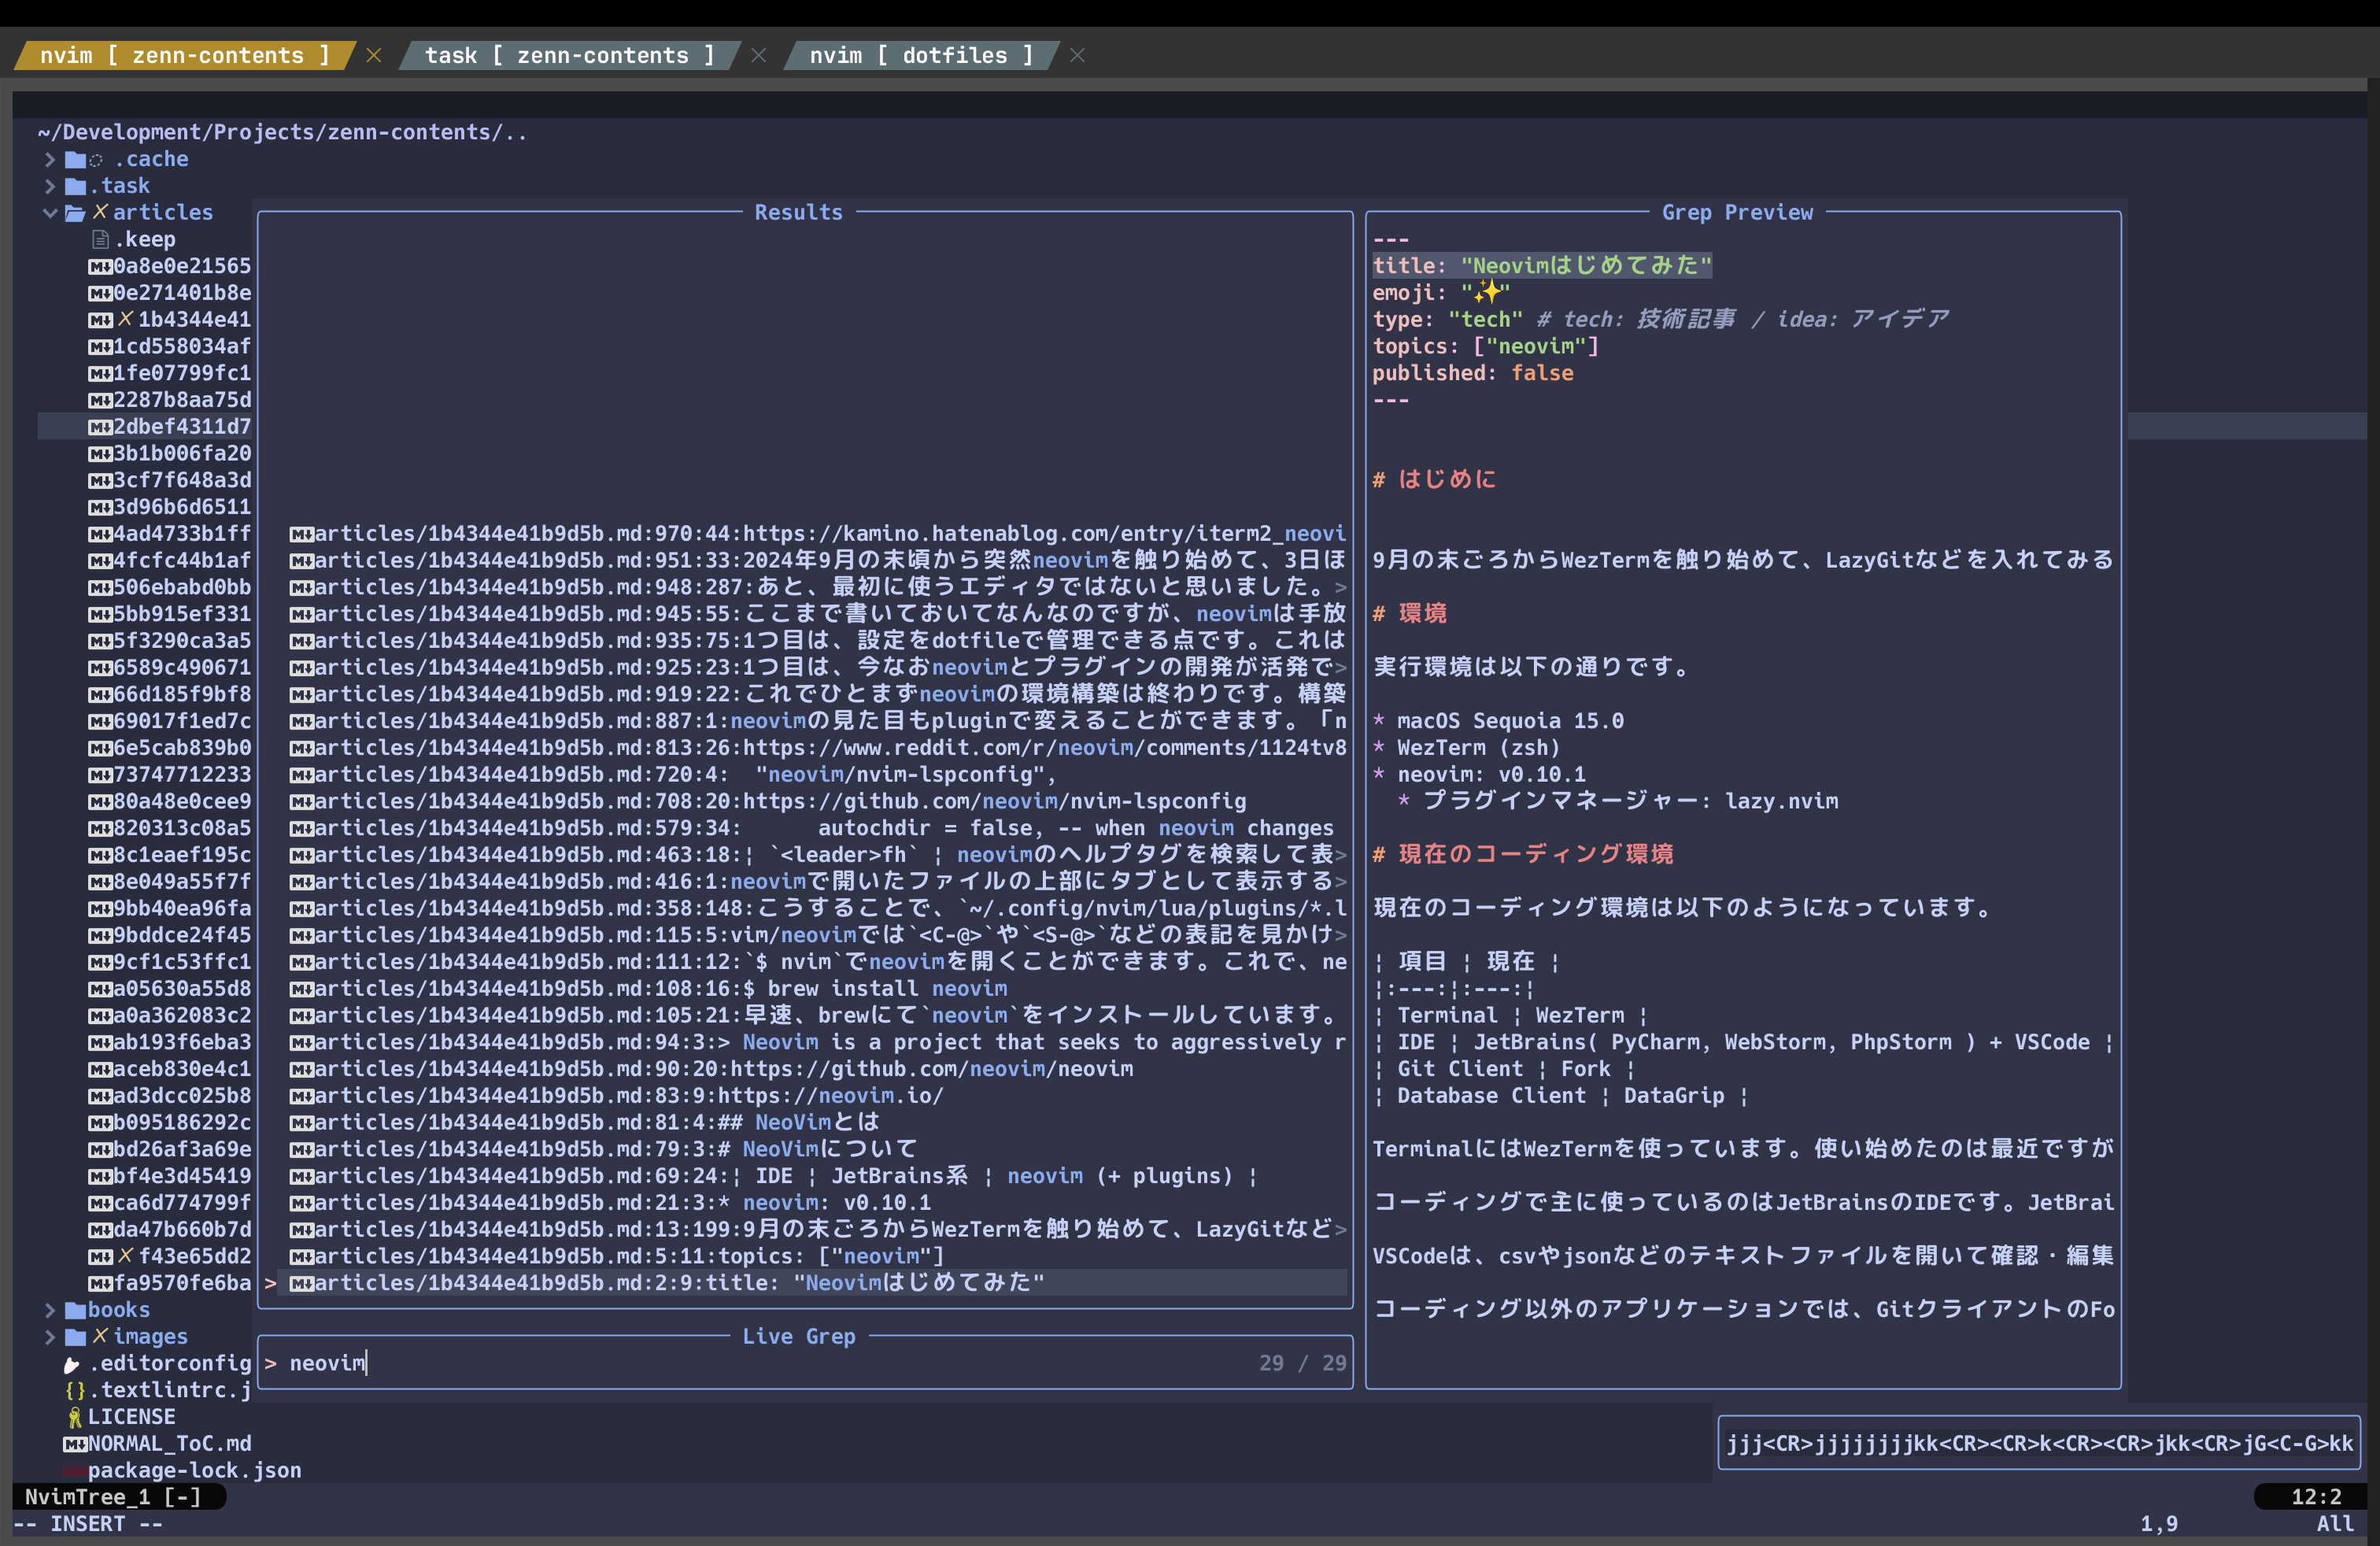 nvim [ zenn-contents ] ×
task [ zenn-contents ] ×
nvim [ dotfiles ] ×
~/Development/Projects/zenn-contents/..
.cache
.task
articles
.keep
0a8e0e21565
0e271401b8e
1b4344e41
1cd558034af
1fe07799fc1
2287b8aa75d
2dbef4311d7
3b1b006fa20
3cf7f648a3d
3d96b6d6511
4ad4733b1ff
4fcfc44b1af
506ebabd0bb
5bb915ef331
5f3290ca3a5
6589c490671
66d185f9bf8
69017f1ed7c
6e5cab839b0
73747712233
80a48e0cee9
820313c08a5
8c1eaef195c
8e049a55f7f
9bb40ea96fa
9bddce24f45
9cf1c53ffc1
a05630a55d8
a0a362083c2
ab193f6eba3
aceb830e4c1
ad3dcc025b8
b095186292c
bd26af3a69e
bf4e3d45419
ca6d774799f
da47b660b7d
f43e65dd2
fa9570fe6ba
books
images
.editorconfig
.textlintrc.j
LICENSE
NORMAL_ToC.md
package-lock.json
Results
articles/1b4344e41b9d5b.md:970:44:https://kamino.hatenablog.com/entry/iterm2_neovi
articles/1b4344e41b9d5b.md:951:33:2024年9月の末頃から突然neovimを触り始めて、3日ほ
articles/1b4344e41b9d5b.md:948:287:あと、最初に使うエディタではないと思いました。>
articles/1b4344e41b9d5b.md:945:55:ここまで書いておいてなんなのですが、neovimは手放
articles/1b4344e41b9d5b.md:935:75:1つ目は、設定をdotfileで管理できる点です。これは
articles/1b4344e41b9d5b.md:925:23:1つ目は、今なおneovimとプラグインの開発が活発で>
articles/1b4344e41b9d5b.md:919:22:これでひとまずneovimの環境構築は終わりです。構築
articles/1b4344e41b9d5b.md:887:1:neovimの見た目もpluginで変えることができます。「n
articles/1b4344e41b9d5b.md:813:26:https://www.reddit.com/r/neovim/comments/1124tv8
articles/1b4344e41b9d5b.md:720:4:  "neovim/nvim-lspconfig",
articles/1b4344e41b9d5b.md:708:20:https://github.com/neovim/nvim-lspconfig
articles/1b4344e41b9d5b.md:579:34:      autochdir = false, -- when neovim changes
articles/1b4344e41b9d5b.md:463:18:¦ `<leader>fh` ¦ neovimのヘルプタグを検索して表>
articles/1b4344e41b9d5b.md:416:1:neovimで開いたファイルの上部にタブとして表示する>
articles/1b4344e41b9d5b.md:358:148:こうすることで、`~/.config/nvim/lua/plugins/*.l
articles/1b4344e41b9d5b.md:115:5:vim/neovimでは`<C-@>`や`<S-@>`などの表記を見かけ>
articles/1b4344e41b9d5b.md:111:12:`$ nvim`でneovimを開くことができます。これで、ne
articles/1b4344e41b9d5b.md:108:16:$ brew install neovim
articles/1b4344e41b9d5b.md:105:21:早速、brewにて`neovim`をインストールしています。
articles/1b4344e41b9d5b.md:94:3:> Neovim is a project that seeks to aggressively r
articles/1b4344e41b9d5b.md:90:20:https://github.com/neovim/neovim
articles/1b4344e41b9d5b.md:83:9:https://neovim.io/
articles/1b4344e41b9d5b.md:81:4:## NeoVimとは
articles/1b4344e41b9d5b.md:79:3:# NeoVimについて
articles/1b4344e41b9d5b.md:69:24:¦ IDE ¦ JetBrains系 ¦ neovim (+ plugins) ¦
articles/1b4344e41b9d5b.md:21:3:* neovim: v0.10.1
articles/1b4344e41b9d5b.md:13:199:9月の末ごろからWezTermを触り始めて、LazyGitなど>
articles/1b4344e41b9d5b.md:5:11:topics: ["neovim"]
> articles/1b4344e41b9d5b.md:2:9:title: "Neovimはじめてみた"
Live Grep
> neovim 29 / 29
Grep Preview
---
title: "Neovimはじめてみた"
emoji: "✨"
type: "tech" # tech: 技術記事 / idea: アイデア
topics: ["neovim"]
published: false
---
# はじめに
9月の末ごろからWezTermを触り始めて、LazyGitなどを入れてみる
# 環境
実行環境は以下の通りです。
* macOS Sequoia 15.0
* WezTerm (zsh)
* neovim: v0.10.1
* プラグインマネージャー: lazy.nvim
# 現在のコーディング環境
現在のコーディング環境は以下のようになっています。
¦ 項目 ¦ 現在 ¦
¦:---:¦:---:¦
¦ Terminal ¦ WezTerm ¦
¦ IDE ¦ JetBrains( PyCharm, WebStorm, PhpStorm ) + VSCode ¦
¦ Git Client ¦ Fork ¦
¦ Database Client ¦ DataGrip ¦
TerminalにはWezTermを使っています。使い始めたのは最近ですが
コーディングで主に使っているのはJetBrainsのIDEです。JetBrai
VSCodeは、csvやjsonなどのテキストファイルを開いて確認・編集
コーディング以外のアプリケーションでは、GitクライアントのFo
jjj<CR>jjjjjjjjkk<CR><CR>k<CR><CR>jkk<CR>jG<C-G>kk
NvimTree_1 [-] 12:2
-- INSERT -- 1,9 All